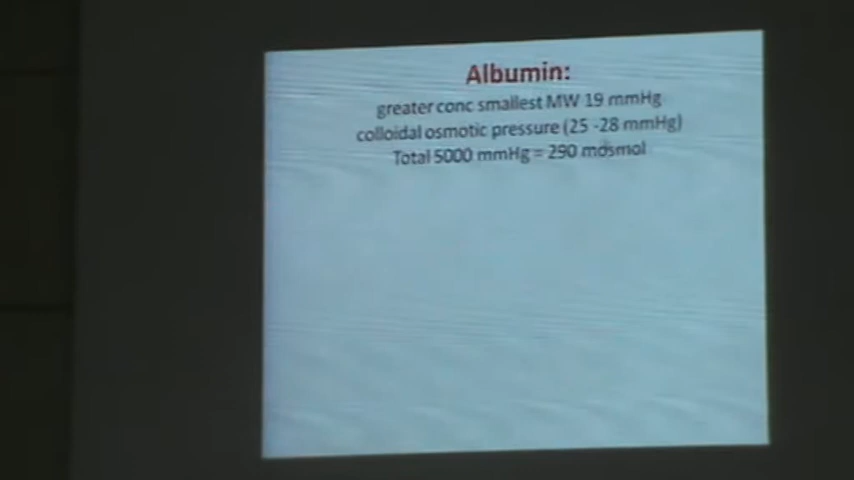 Albumin:
greater conc smallest MW 19 mmHg
colloidal osmotic pressure (25 -28 mmHg)
Total 5000 mmHg = 290 mosmol